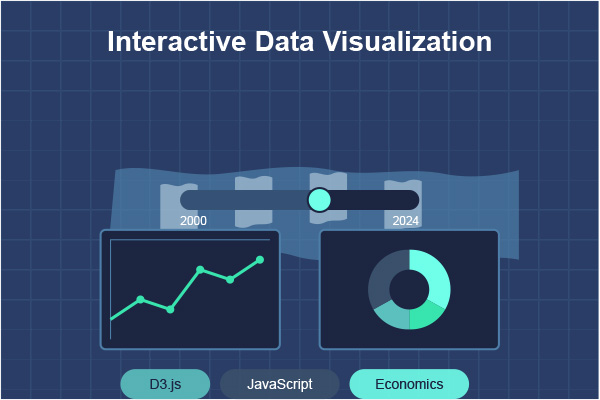 Interactive Data Visualization
2000
2024
D3.js
JavaScript
Economics